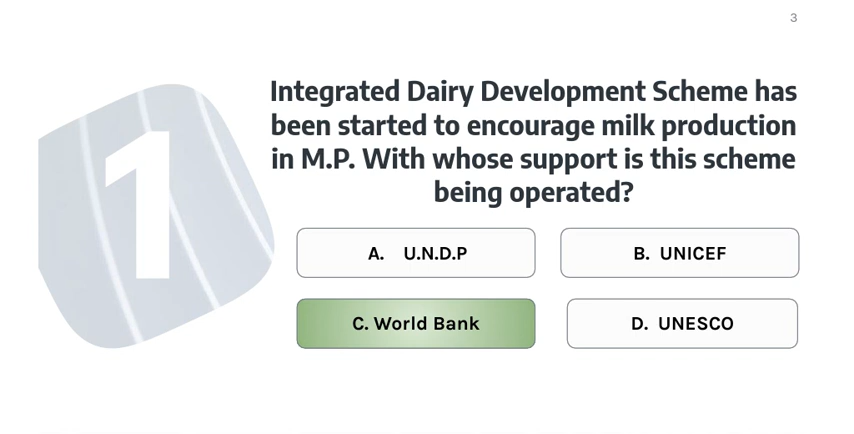 3
1
Integrated Dairy Development Scheme has
been started to encourage milk production
in M.P. With whose support is this scheme
being operated?
A. U.N.D.P
B. UNICEF
C. World Bank
D. UNESCO